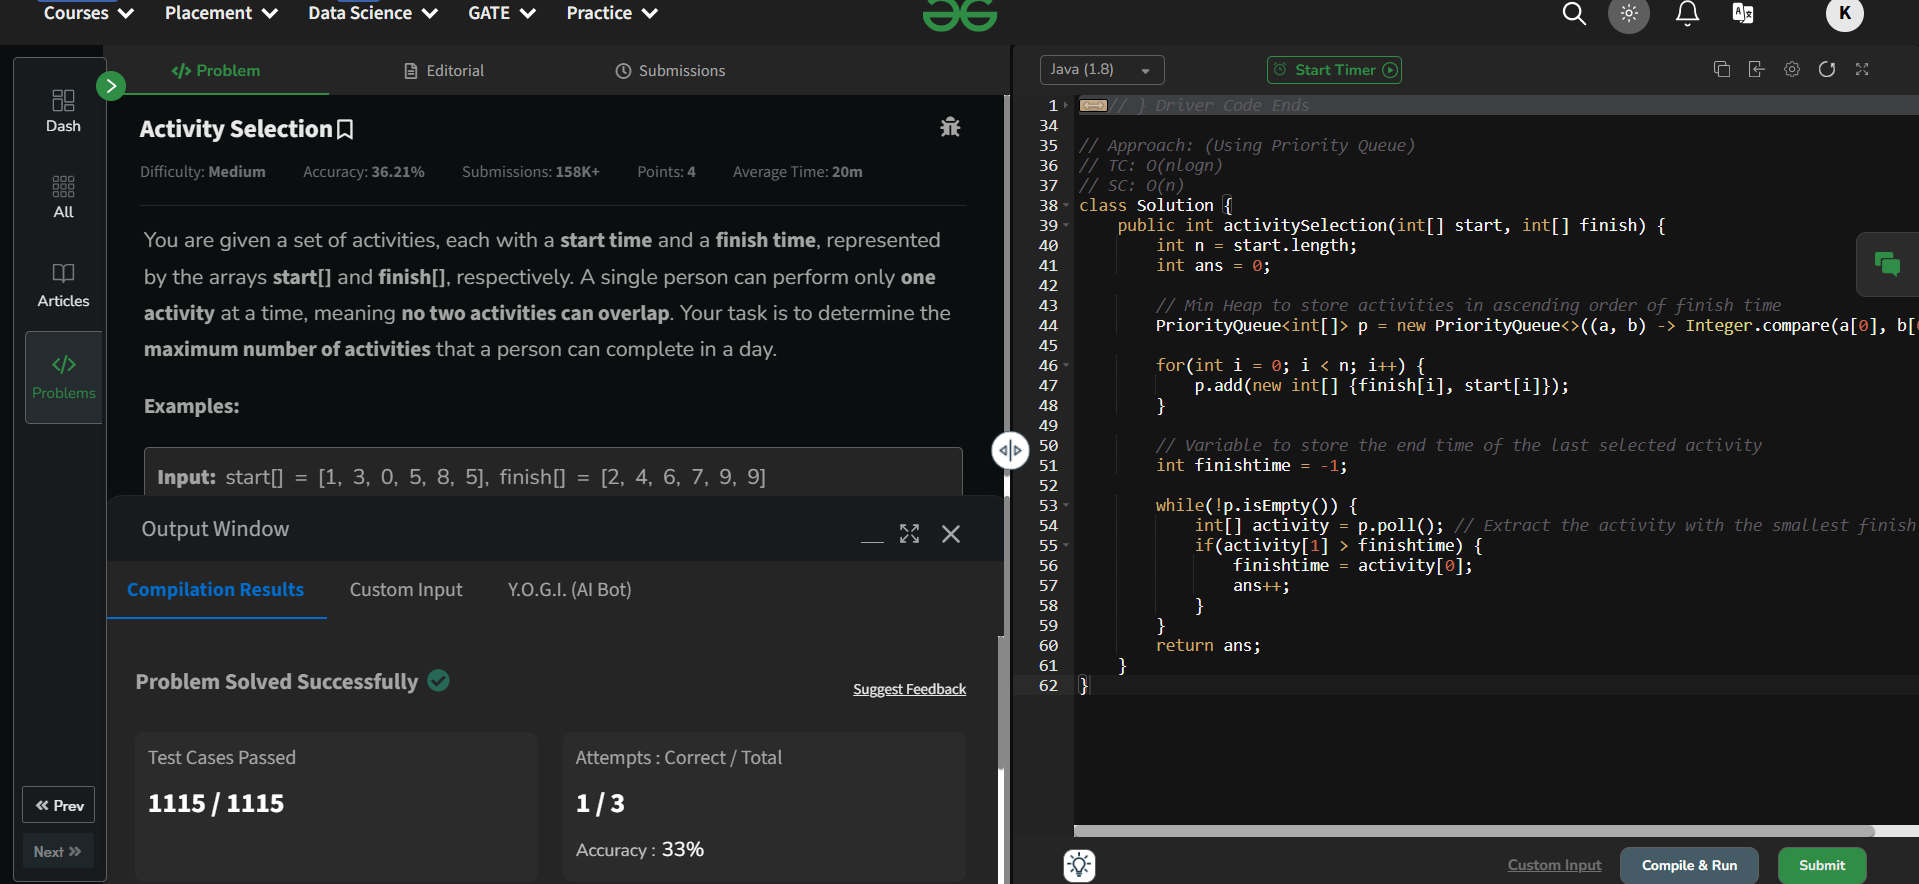 Courses Placement Data Science GATE Practice
K
Dash
All
Articles
Problems
Prev
Next
Problem Editorial Submissions
Activity Selection
Difficulty: Medium Accuracy: 36.21% Submissions: 158K+ Points: 4 Average Time: 20m
You are given a set of activities, each with a start time and a finish time, represented
by the arrays start[] and finish[], respectively. A single person can perform only one
activity at a time, meaning no two activities can overlap. Your task is to determine the
maximum number of activities that a person can complete in a day.
Examples:
Input: start[] = [1, 3, 0, 5, 8, 5], finish[] = [2, 4, 6, 7, 9, 9]
Output Window
Compilation Results Custom Input Y.O.G.I. (AI Bot)
Problem Solved Successfully
Suggest Feedback
Test Cases Passed
1115 / 1115
Attempts : Correct / Total
1 / 3
Accuracy : 33%
Java (1.8) Start Timer
1 // } Driver Code Ends
34
35 // Approach: (Using Priority Queue)
36 // TC: O(nlogn)
37 // SC: O(n)
38 class Solution {
39 public int activitySelection(int[] start, int[] finish) {
40 int n = start.length;
41 int ans = 0;
42
43 // Min Heap to store activities in ascending order of finish time
44 PriorityQueue<int[]> p = new PriorityQueue<>((a, b) -> Integer.compare(a[0], b[
45
46 for(int i = 0; i < n; i++) {
47 p.add(new int[] {finish[i], start[i]});
48 }
49
50 // Variable to store the end time of the last selected activity
51 int finishtime = -1;
52
53 while(!p.isEmpty()) {
54 int[] activity = p.poll(); // Extract the activity with the smallest finish
55 if(activity[1] > finishtime) {
56 finishtime = activity[0];
57 ans++;
58 }
59 }
60 return ans;
61 }
62 }
Custom Input Compile & Run Submit